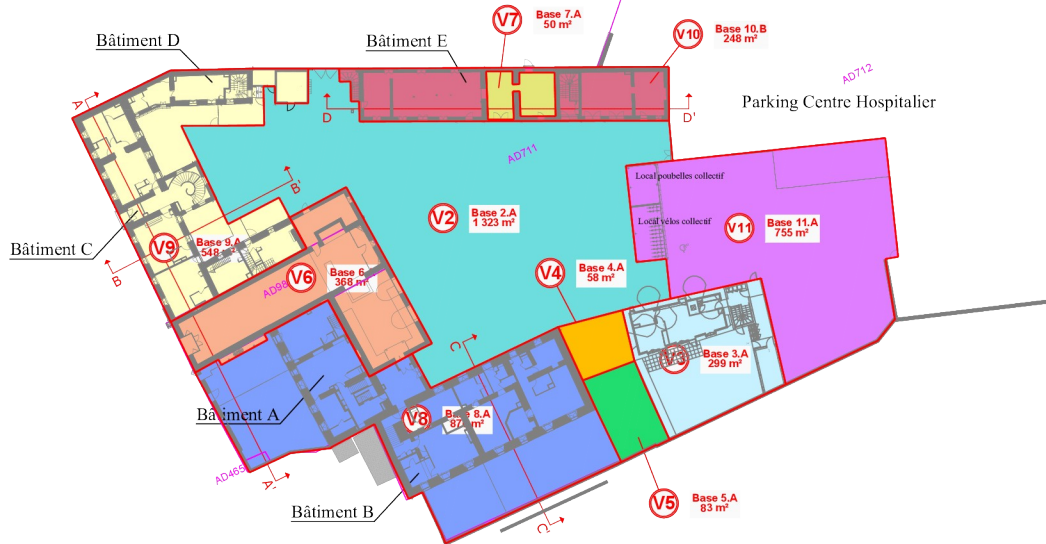 V7
Base 7.A
50 m²
V10
Base 10.B
248 m²
Bâtiment D
Bâtiment E
AD712
Parking Centre Hospitalier
A
D
D'
AD711
Local poubelles collectif
B'
V2
Base 2.A
1 323 m²
Local vélos collectif
V11
Base 11.A
755 m²
Bâtiment C
V9
Base 9.A
548 m²
B
V6
Base 6
368 m²
V4
Base 4.A
58 m²
C
V3
Base 3.A
299 m²
Bâtiment A
V8
Base 8.A
AD465
A'
Bâtiment B
V5
Base 5.A
83 m²
C'